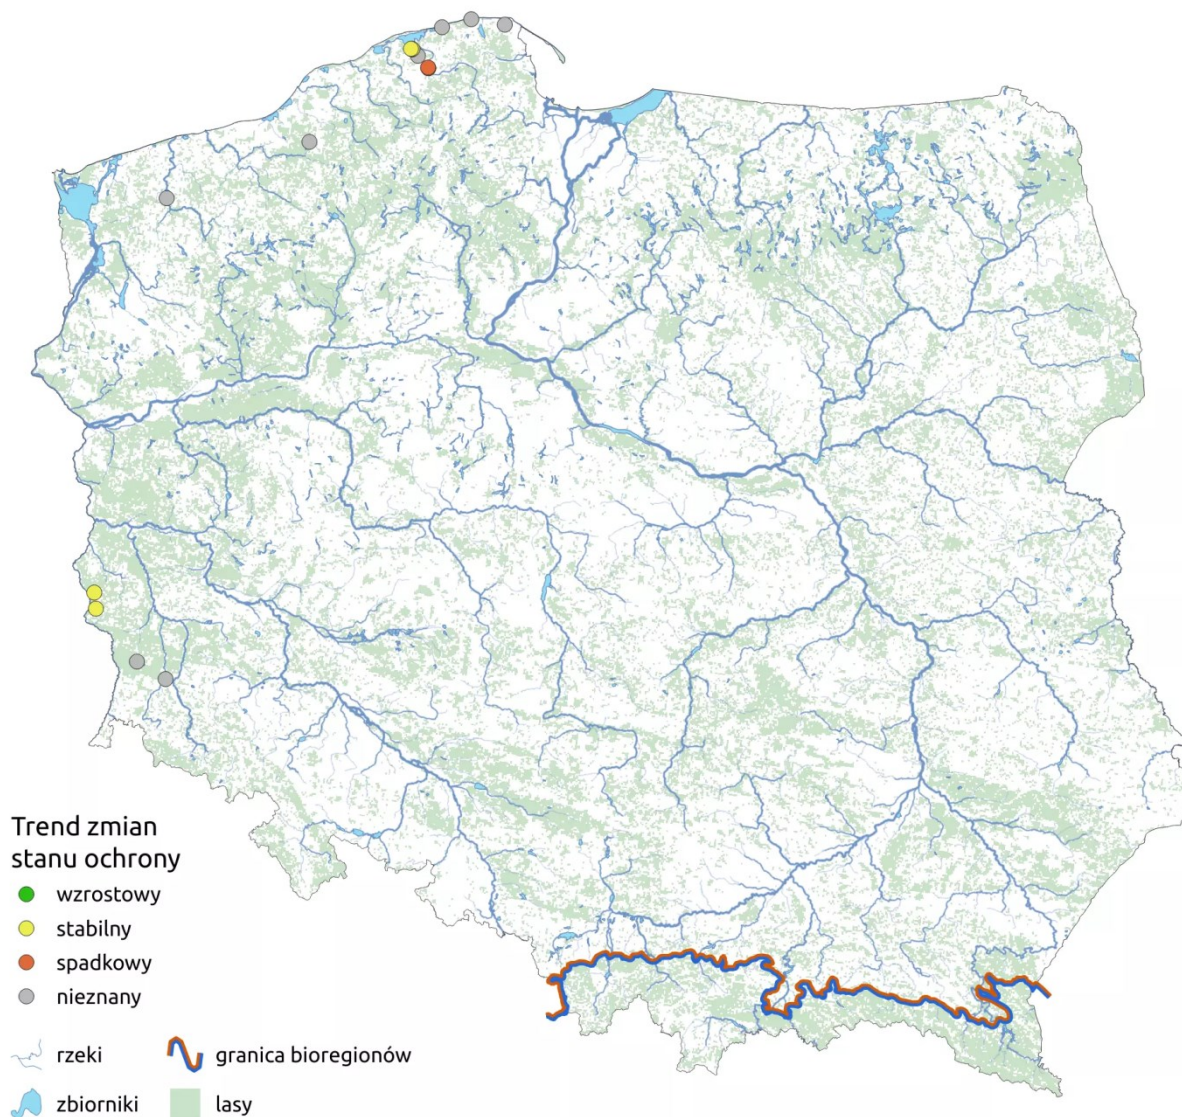 Trend zmian
stanu ochrony
wzrostowy
stabilny
spadkowy
nieznany
rzeki
granica bioregionów
zbiorniki
lasy